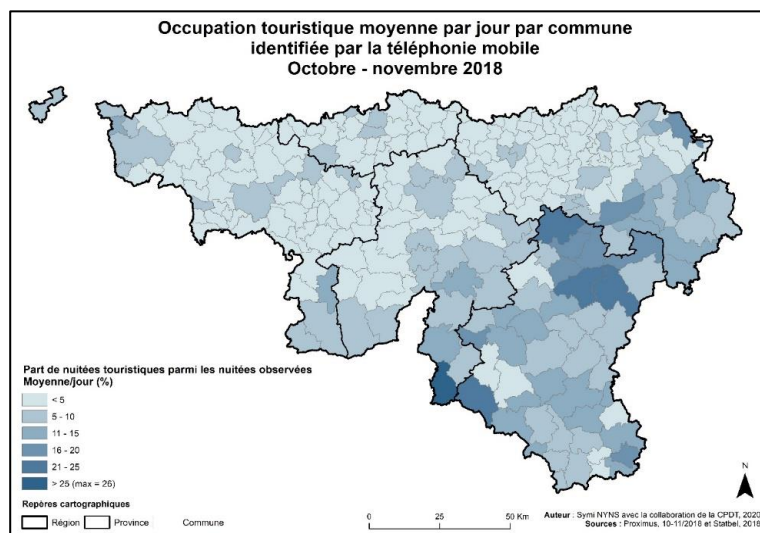 Occupation touristique moyenne par jour par commune
identifiée par la téléphonie mobile
Octobre - novembre 2018
Part de nuitées touristiques parmi les nuitées observées
Moyenne/jour (%)
< 5
5 - 10
11 - 15
16 - 20
21 - 25
> 25 (max = 26)
Repères cartographiques
Région Province Commune
0 25 50 Km
N
Auteur : Symi NYNS avec la collaboration de la CPDT, 2020
Sources : Proximus, 10-11/2018 et Statbel, 2018